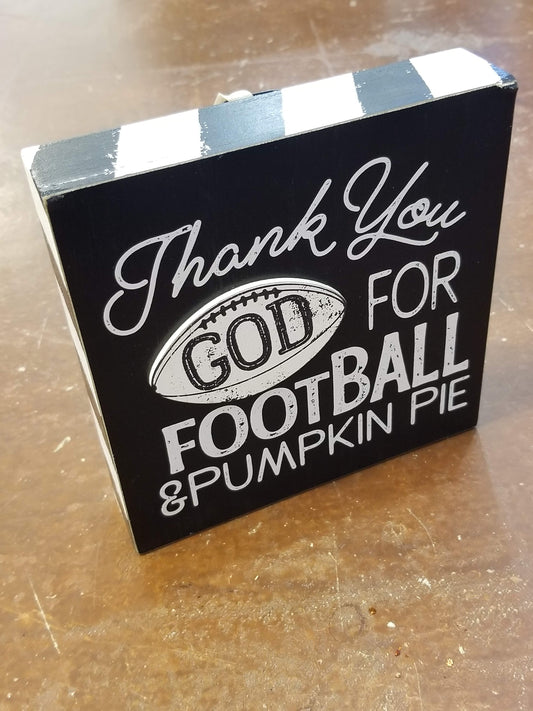 Thank You
GOD FOR
FOOTBALL
& PUMPKIN PIE